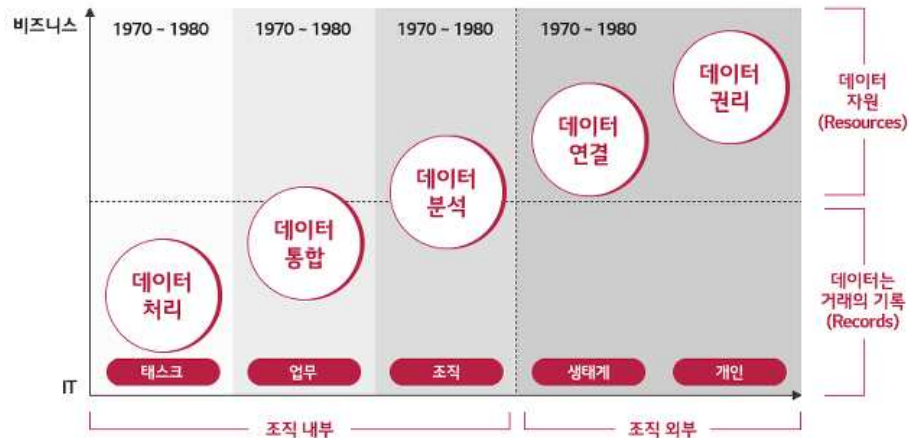 비즈니스
1970 ~ 1980
1970 ~ 1980
1970 ~ 1980
1970 ~ 1980
데이터
처리
데이터
통합
데이터
분석
데이터
연결
데이터
권리
데이터
자원
(Resources)
데이터는
거래의 기록
(Records)
IT
태스크
업무
조직
생태계
개인
조직 내부
조직 외부